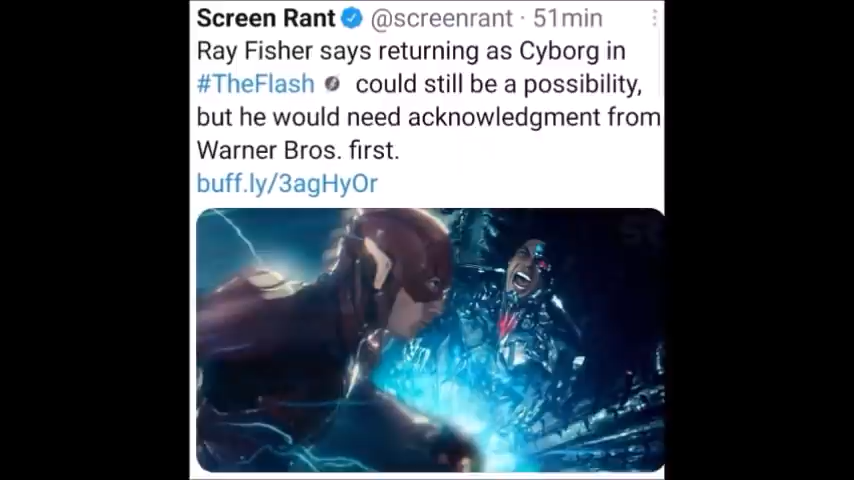 Screen Rant @screenrant · 51min
Ray Fisher says returning as Cyborg in
#TheFlash could still be a possibility,
but he would need acknowledgment from
Warner Bros. first.
buff.ly/3agHyOr
SR